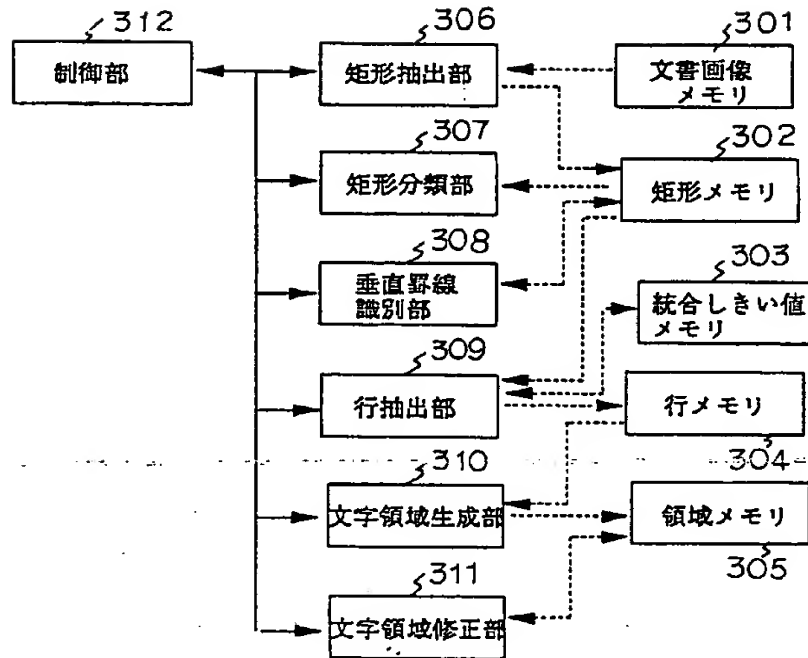 312
制御部
306
矩形抽出部
301
文書画像
メモリ
307
矩形分類部
302
矩形メモリ
308
垂直罫線
識別部
303
統合しきい値
メモリ
309
行抽出部
行メモリ
304
310
文字領域生成部
領域メモリ
305
311
文字領域修正部